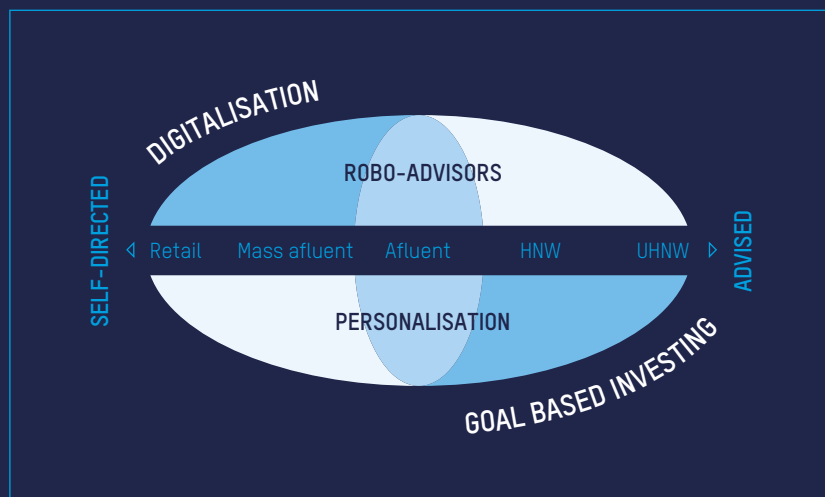 DIGITALISATION
ROBO-ADVISORS
SELF-DIRECTED
Retail Mass afluent Afluent HNW UHNW
ADVISED
PERSONALISATION
GOAL BASED INVESTING